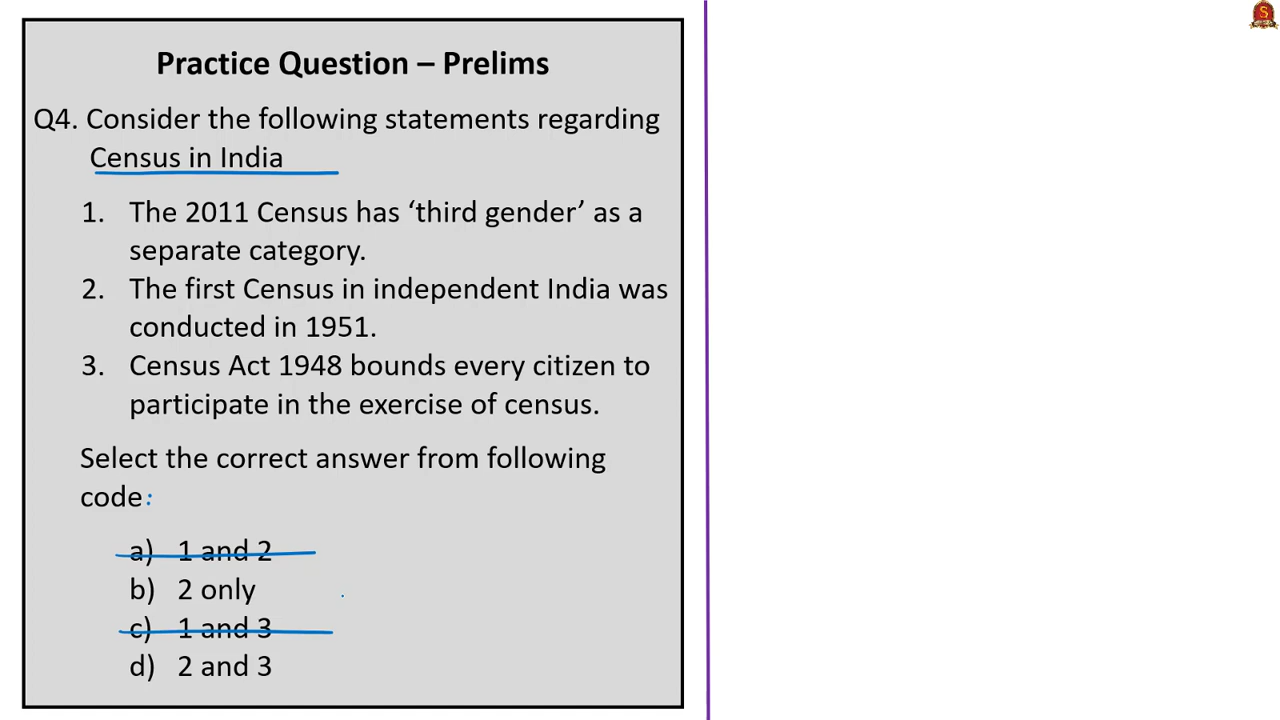 Practice Question – Prelims
Q4. Consider the following statements regarding
Census in India
1. The 2011 Census has ‘third gender’ as a
separate category.
2. The first Census in independent India was
conducted in 1951.
3. Census Act 1948 bounds every citizen to
participate in the exercise of census.
Select the correct answer from following
code:
a) 1 and 2
b) 2 only
c) 1 and 3
d) 2 and 3
S